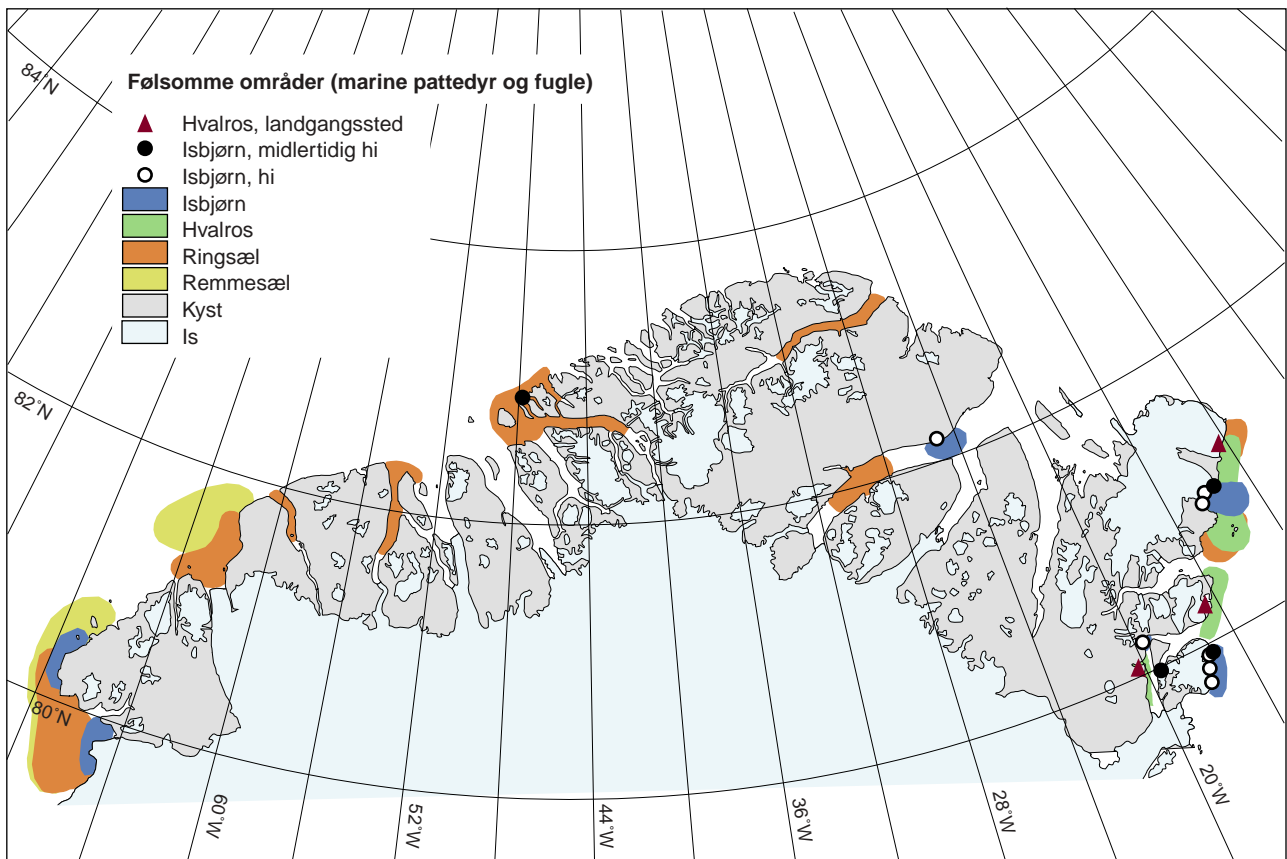 84°N
Følsomme områder (marine pattedyr og fugle)
Hvalros, landgangssted
Isbjørn, midlertidig hi
Isbjørn, hi
Isbjørn
Hvalros
Ringsæl
Remmesæl
Kyst
Is
82°N
80°N
60°W
52°W
44°W
36°W
28°W
20°W